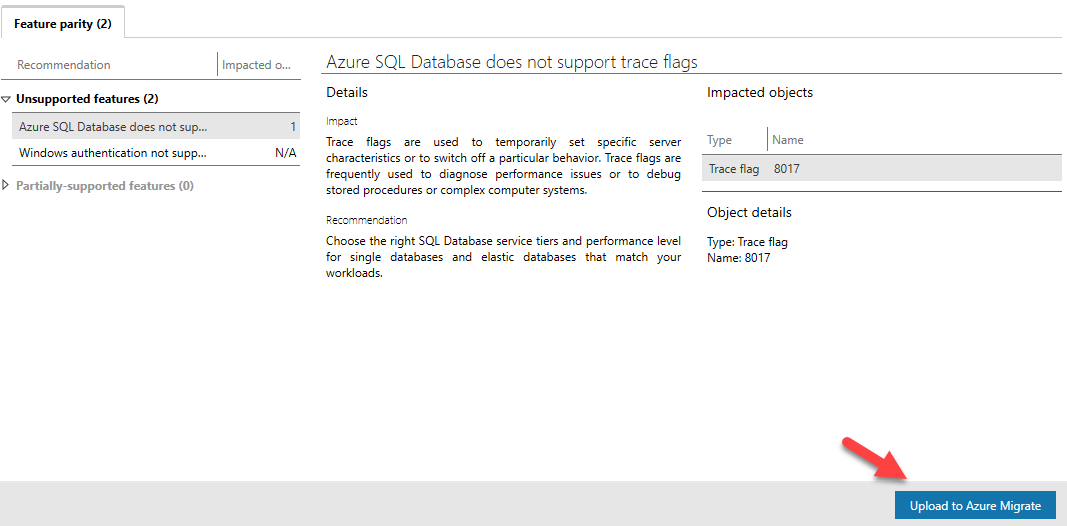 Feature parity (2)
Recommendation
Impacted o...
Unsupported features (2)
Azure SQL Database does not sup...
1
Windows authentication not supp...
N/A
Partially-supported features (0)
Azure SQL Database does not support trace flags
Details
Impact
Trace flags are used to temporarily set specific server
characteristics or to switch off a particular behavior. Trace flags are
frequently used to diagnose performance issues or to debug
stored procedures or complex computer systems.
Recommendation
Choose the right SQL Database service tiers and performance level
for single databases and elastic databases that match your
workloads.
Impacted objects
Type
Name
Trace flag
8017
Object details
Type: Trace flag
Name: 8017
Upload to Azure Migrate